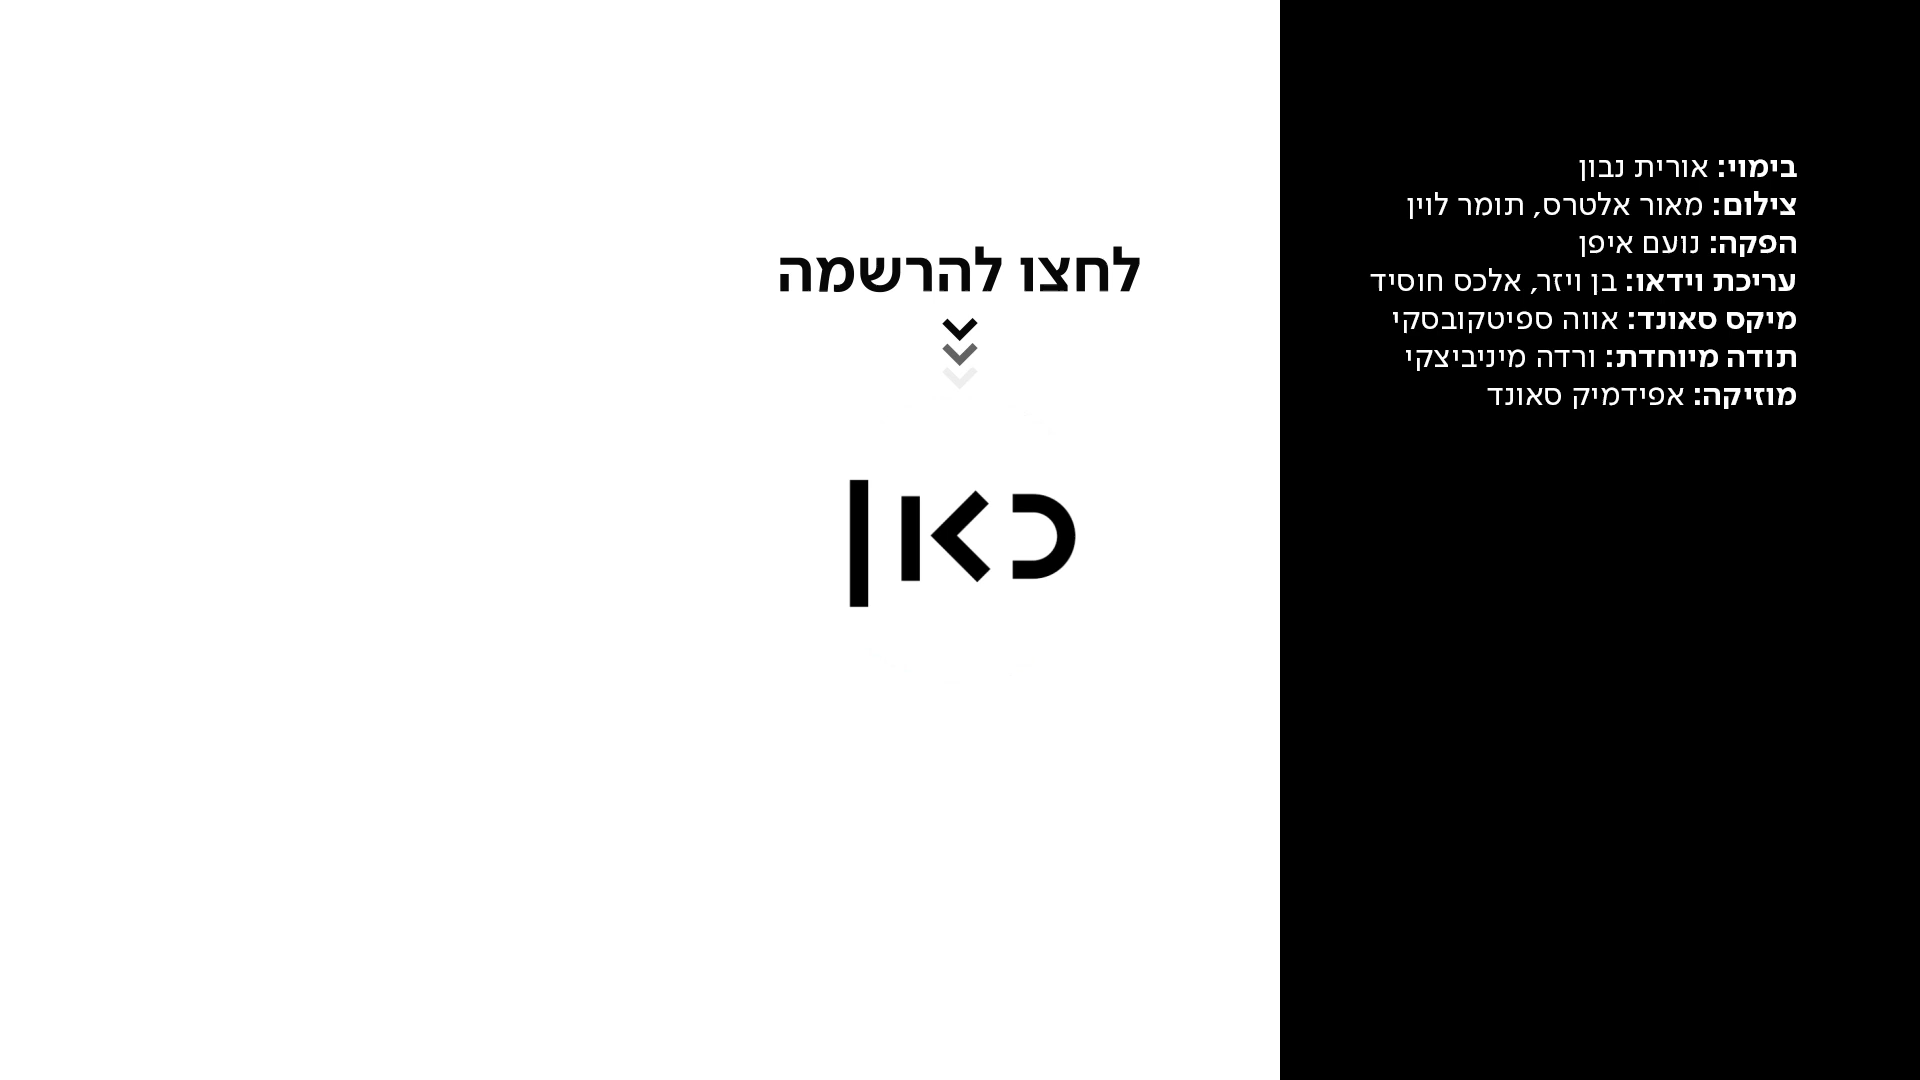 לחצו להרשמה
כאן
בימוי: אורית נבון
צילום: מאור אלטרס, תומר לוין
הפקה: נועם איפן
עריכת וידאו: בן ויזר, אלכס חוסיד
מיקס סאונד: אווה ספיטקובסקי
תודה מיוחדת: ורדה מיניביצקי
מוזיקה: אפידמיק סאונד